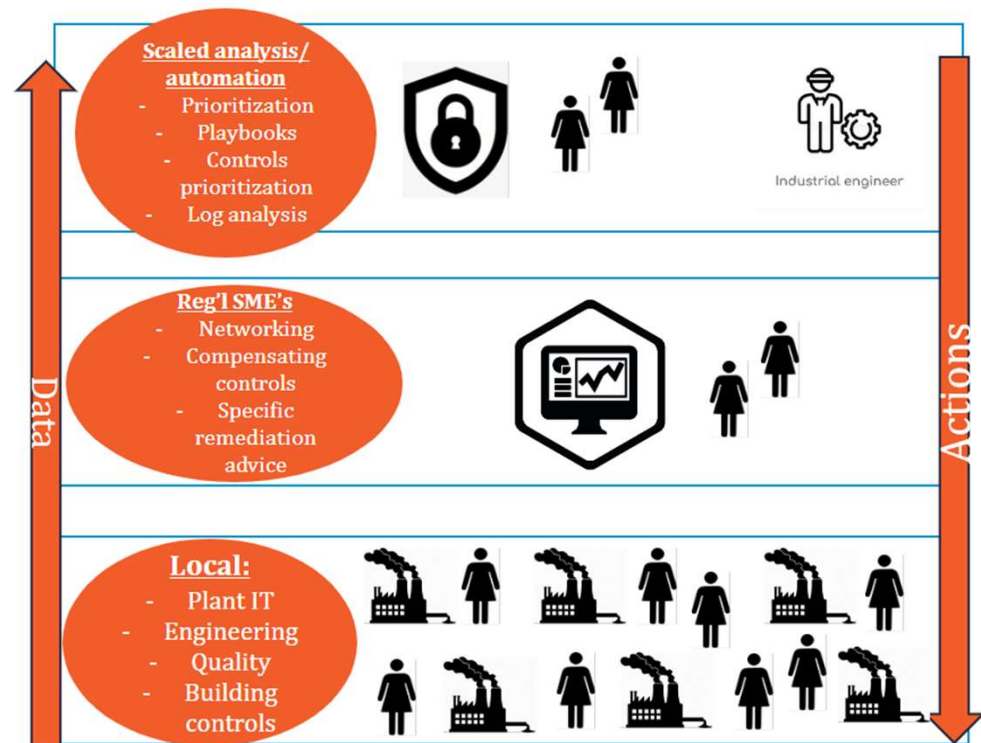 Scaled analysis/
automation
- Prioritization
- Playbooks
- Controls
prioritization
- Log analysis
Industrial engineer
Reg'l SME's
- Networking
- Compensating
controls
- Specific
remediation
advice
Data
Actions
Local:
- Plant IT
- Engineering
- Quality
- Building
controls